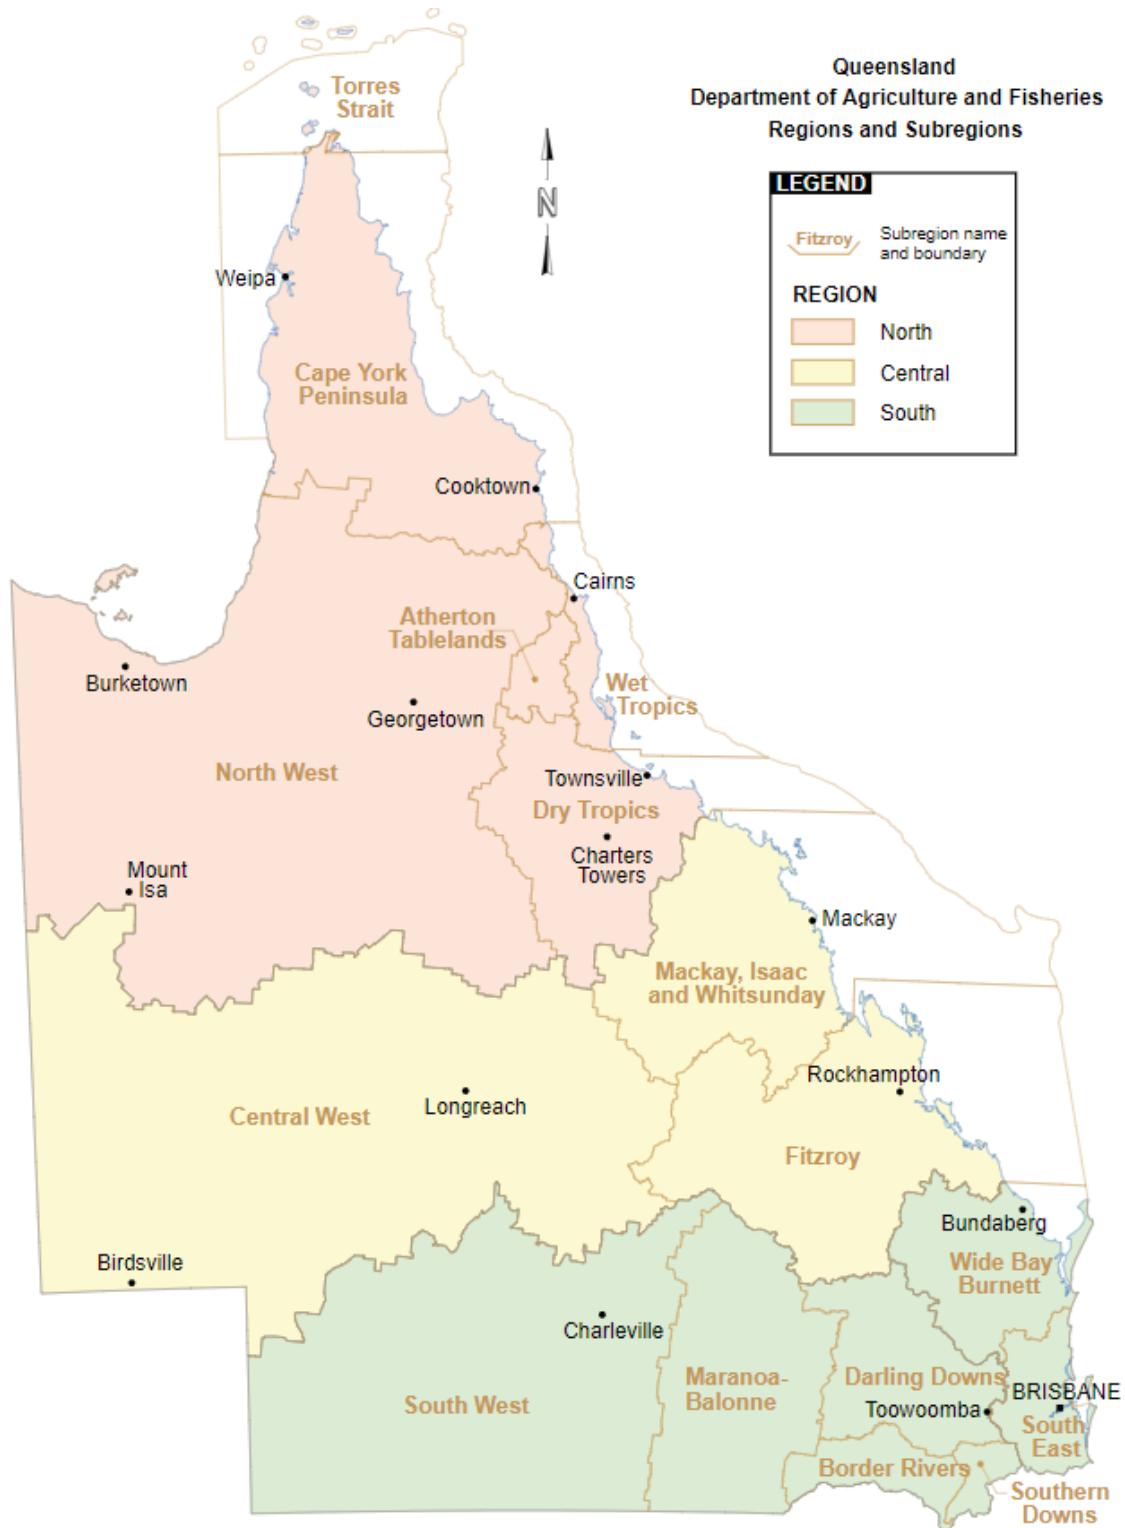 Queensland
Department of Agriculture and Fisheries
Regions and Subregions
LEGEND
Fitzroy
Subregion name
and boundary
REGION
North
Central
South
Torres
Strait
N
Weipa
Cape York
Peninsula
Cooktown
Cairns
Atherton
Tablelands
Burketown
Wet
Tropics
Georgetown
North West
Townsville
Dry Tropics
Charters
Towers
Mount
Isa
Mackay
Mackay, Isaac
and Whitsunday
Rockhampton
Longreach
Central West
Fitzroy
Bundaberg
Birdsville
Wide Bay
Burnett
Charleville
Maranoa-
Balonne
Darling Downs
BRISBANE
South West
Toowoomba
South
East
Border Rivers
Southern
Downs